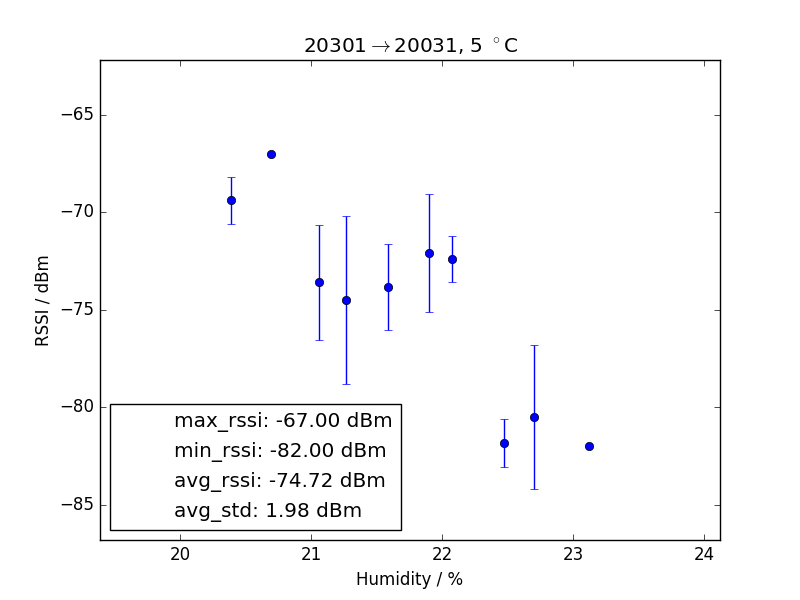 20301→20031, 5 °C
−65
−70
−75
−80
−85
RSSI / dBm
max_rssi: -67.00 dBm
min_rssi: -82.00 dBm
avg_rssi: -74.72 dBm
avg_std: 1.98 dBm
20 21 22 23 24
Humidity / %